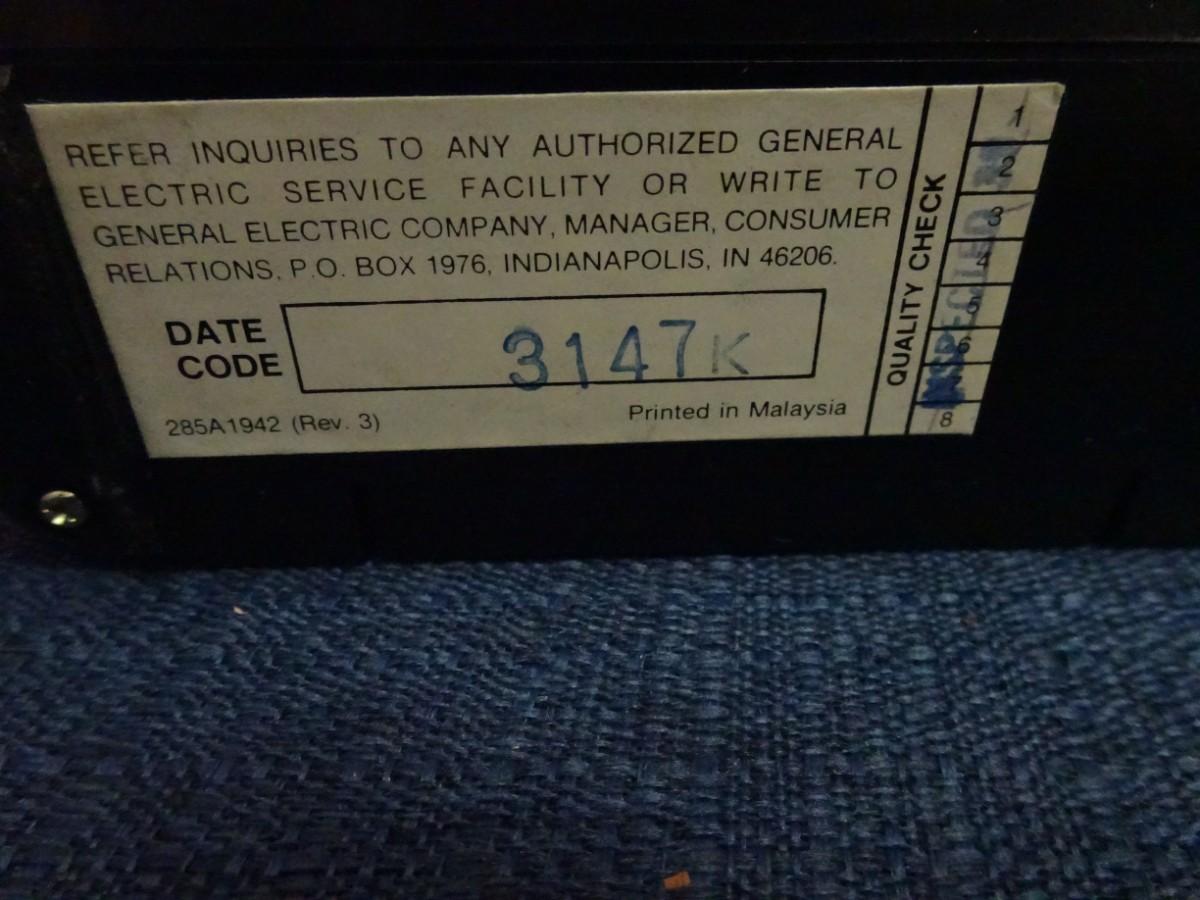 REFER INQUIRIES TO ANY AUTHORIZED GENERAL
ELECTRIC SERVICE FACILITY OR WRITE TO
GENERAL ELECTRIC COMPANY, MANAGER, CONSUMER
RELATIONS, P.O. BOX 1976, INDIANAPOLIS, IN 46206.
DATE
CODE
3147K
285A1942 (Rev. 3)
Printed in Malaysia
QUALITY CHECK
1
2
3
4
5
6
8
INSPECTED